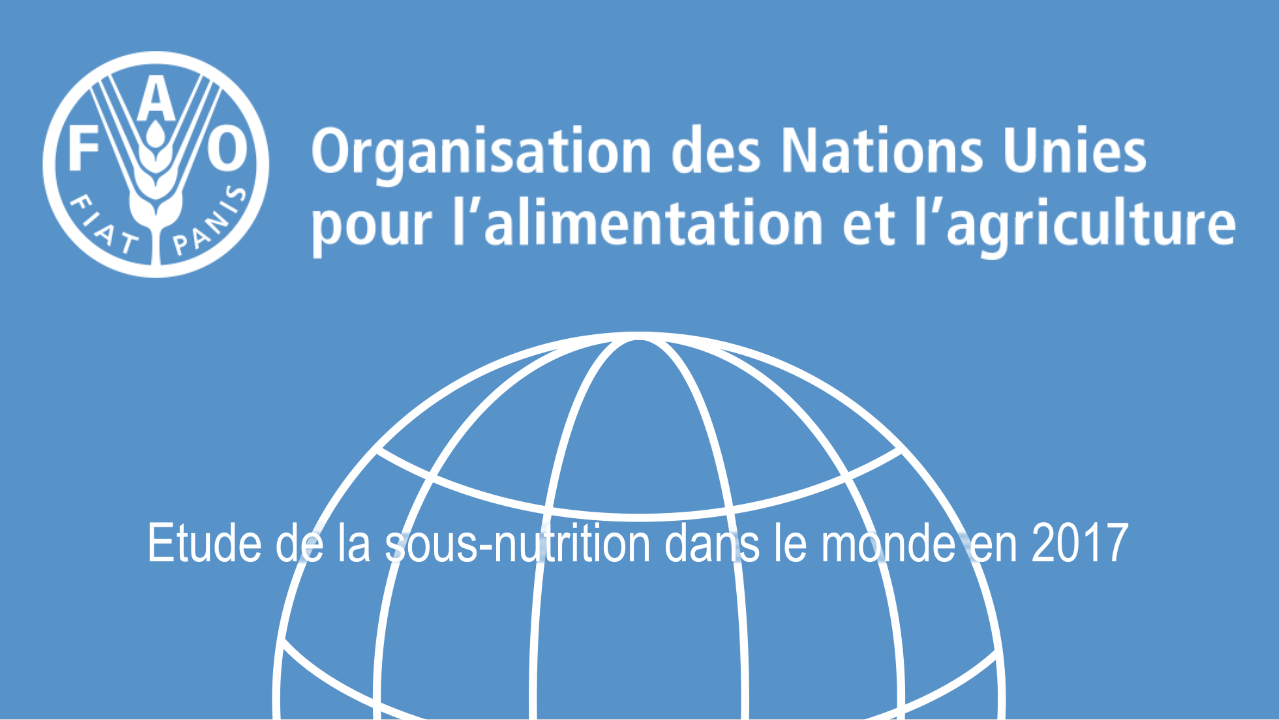 F A O
FIAT PANIS
Organisation des Nations Unies
pour l’alimentation et l’agriculture
Etude de la sous-nutrition dans le monde en 2017